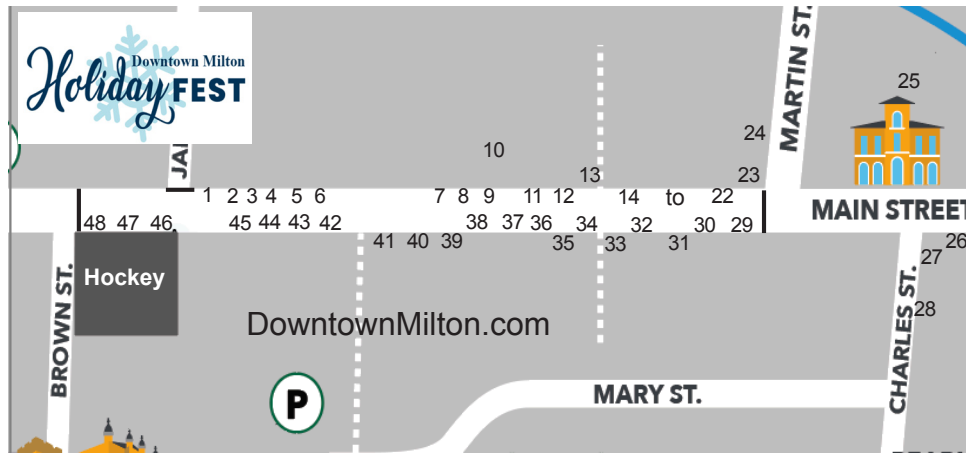 Downtown Milton
Holiday FEST
MARTIN ST.
25
24
10
13
23
1 2 3 4 5 6 7 8 9 11 12 14 to 22
MAIN STREET
48 47 46 45 44 43 42 38 37 36 34 32 30 29
41 40 39 35 33 31
26
27
Hockey
BROWN ST.
CHARLES ST.
28
DowntownMilton.com
P
MARY ST.